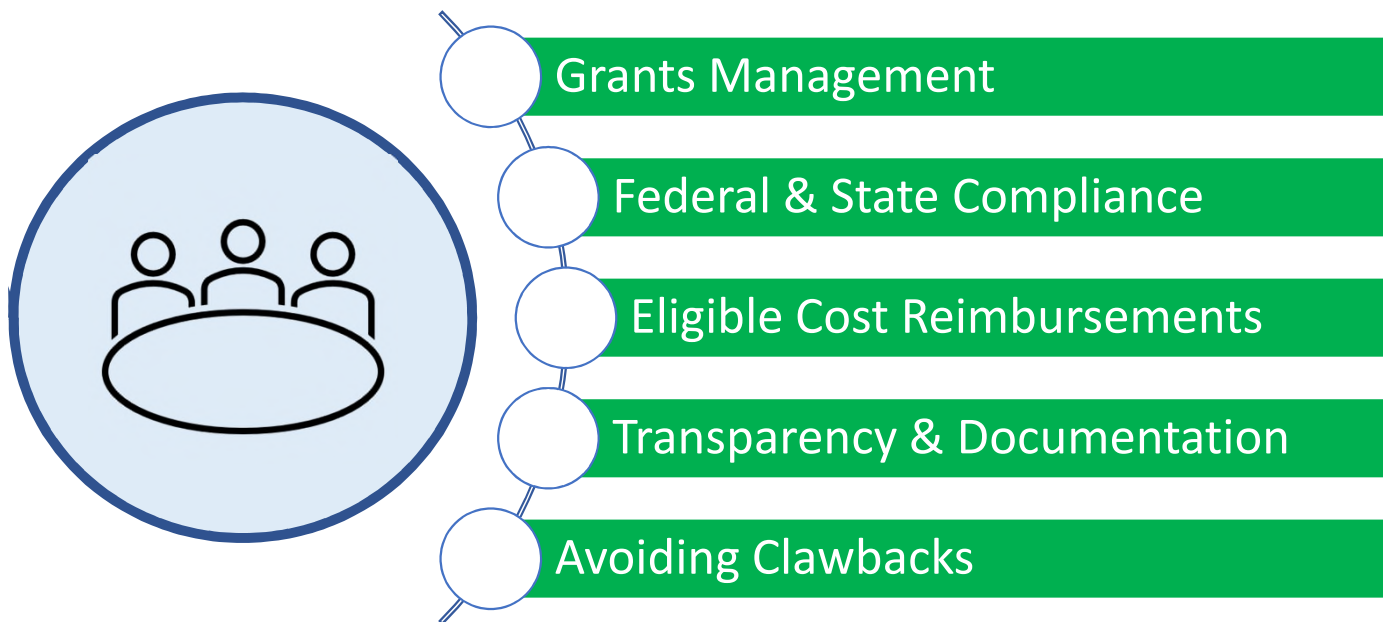 Grants Management
Federal & State Compliance
Eligible Cost Reimbursements
Transparency & Documentation
Avoiding Clawbacks